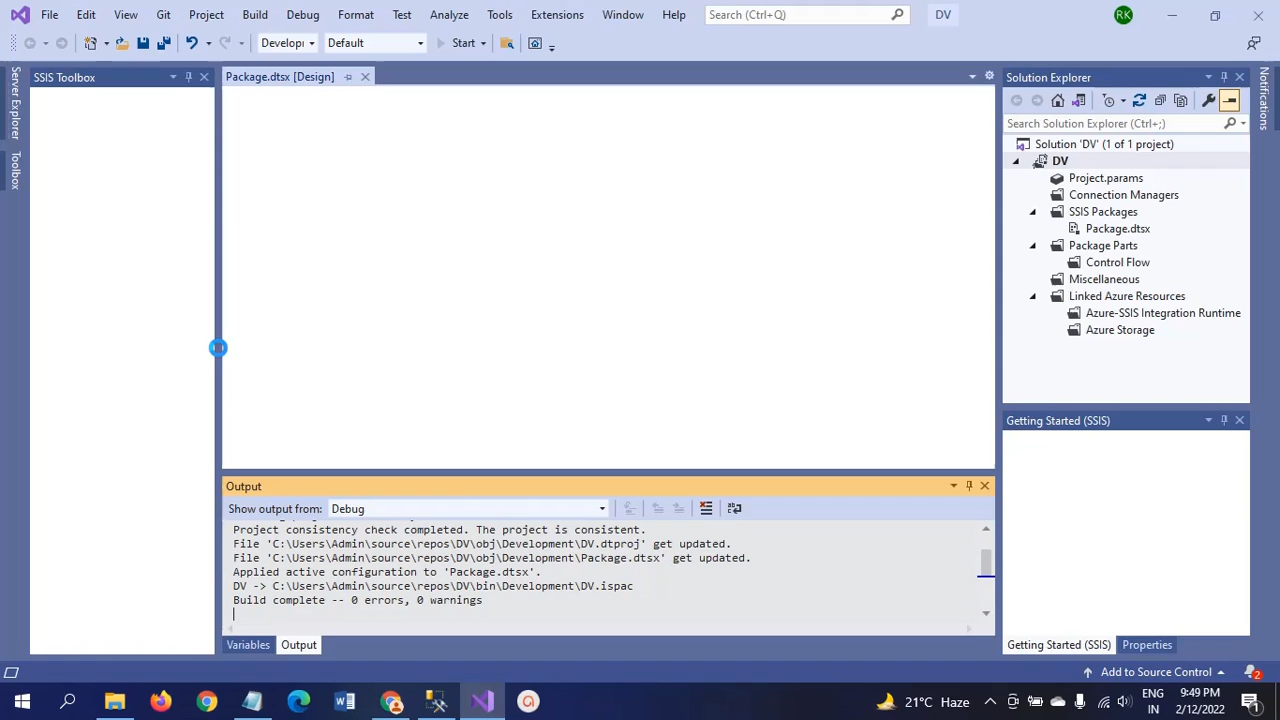 File Edit View Git Project Build Debug Format Test Analyze Tools Extensions Window Help Search (Ctrl+Q) DV RK
Develop Default Start
Server Explorer
Toolbox
SSIS Toolbox
Package.dtsx [Design]
Solution Explorer
Search Solution Explorer (Ctrl+;)
Solution 'DV' (1 of 1 project)
DV
Project.params
Connection Managers
SSIS Packages
Package.dtsx
Package Parts
Control Flow
Miscellaneous
Linked Azure Resources
Azure-SSIS Integration Runtime
Azure Storage
Notifications
Getting Started (SSIS)
Output
Show output from: Debug
Project consistency check completed. The project is consistent.
File 'C:\Users\Admin\source\repos\DV\obj\Development\DV.dtproj' get updated.
File 'C:\Users\Admin\source\repos\DV\obj\Development\Package.dtsx' get updated.
Applied active configuration to 'Package.dtsx'.
DV -> C:\Users\Admin\source\repos\DV\bin\Development\DV.ispac
Build complete -- 0 errors, 0 warnings
Variables Output
Getting Started (SSIS) Properties
Add to Source Control 2
21°C Haze
ENG
IN
9:49 PM
2/12/2022
1